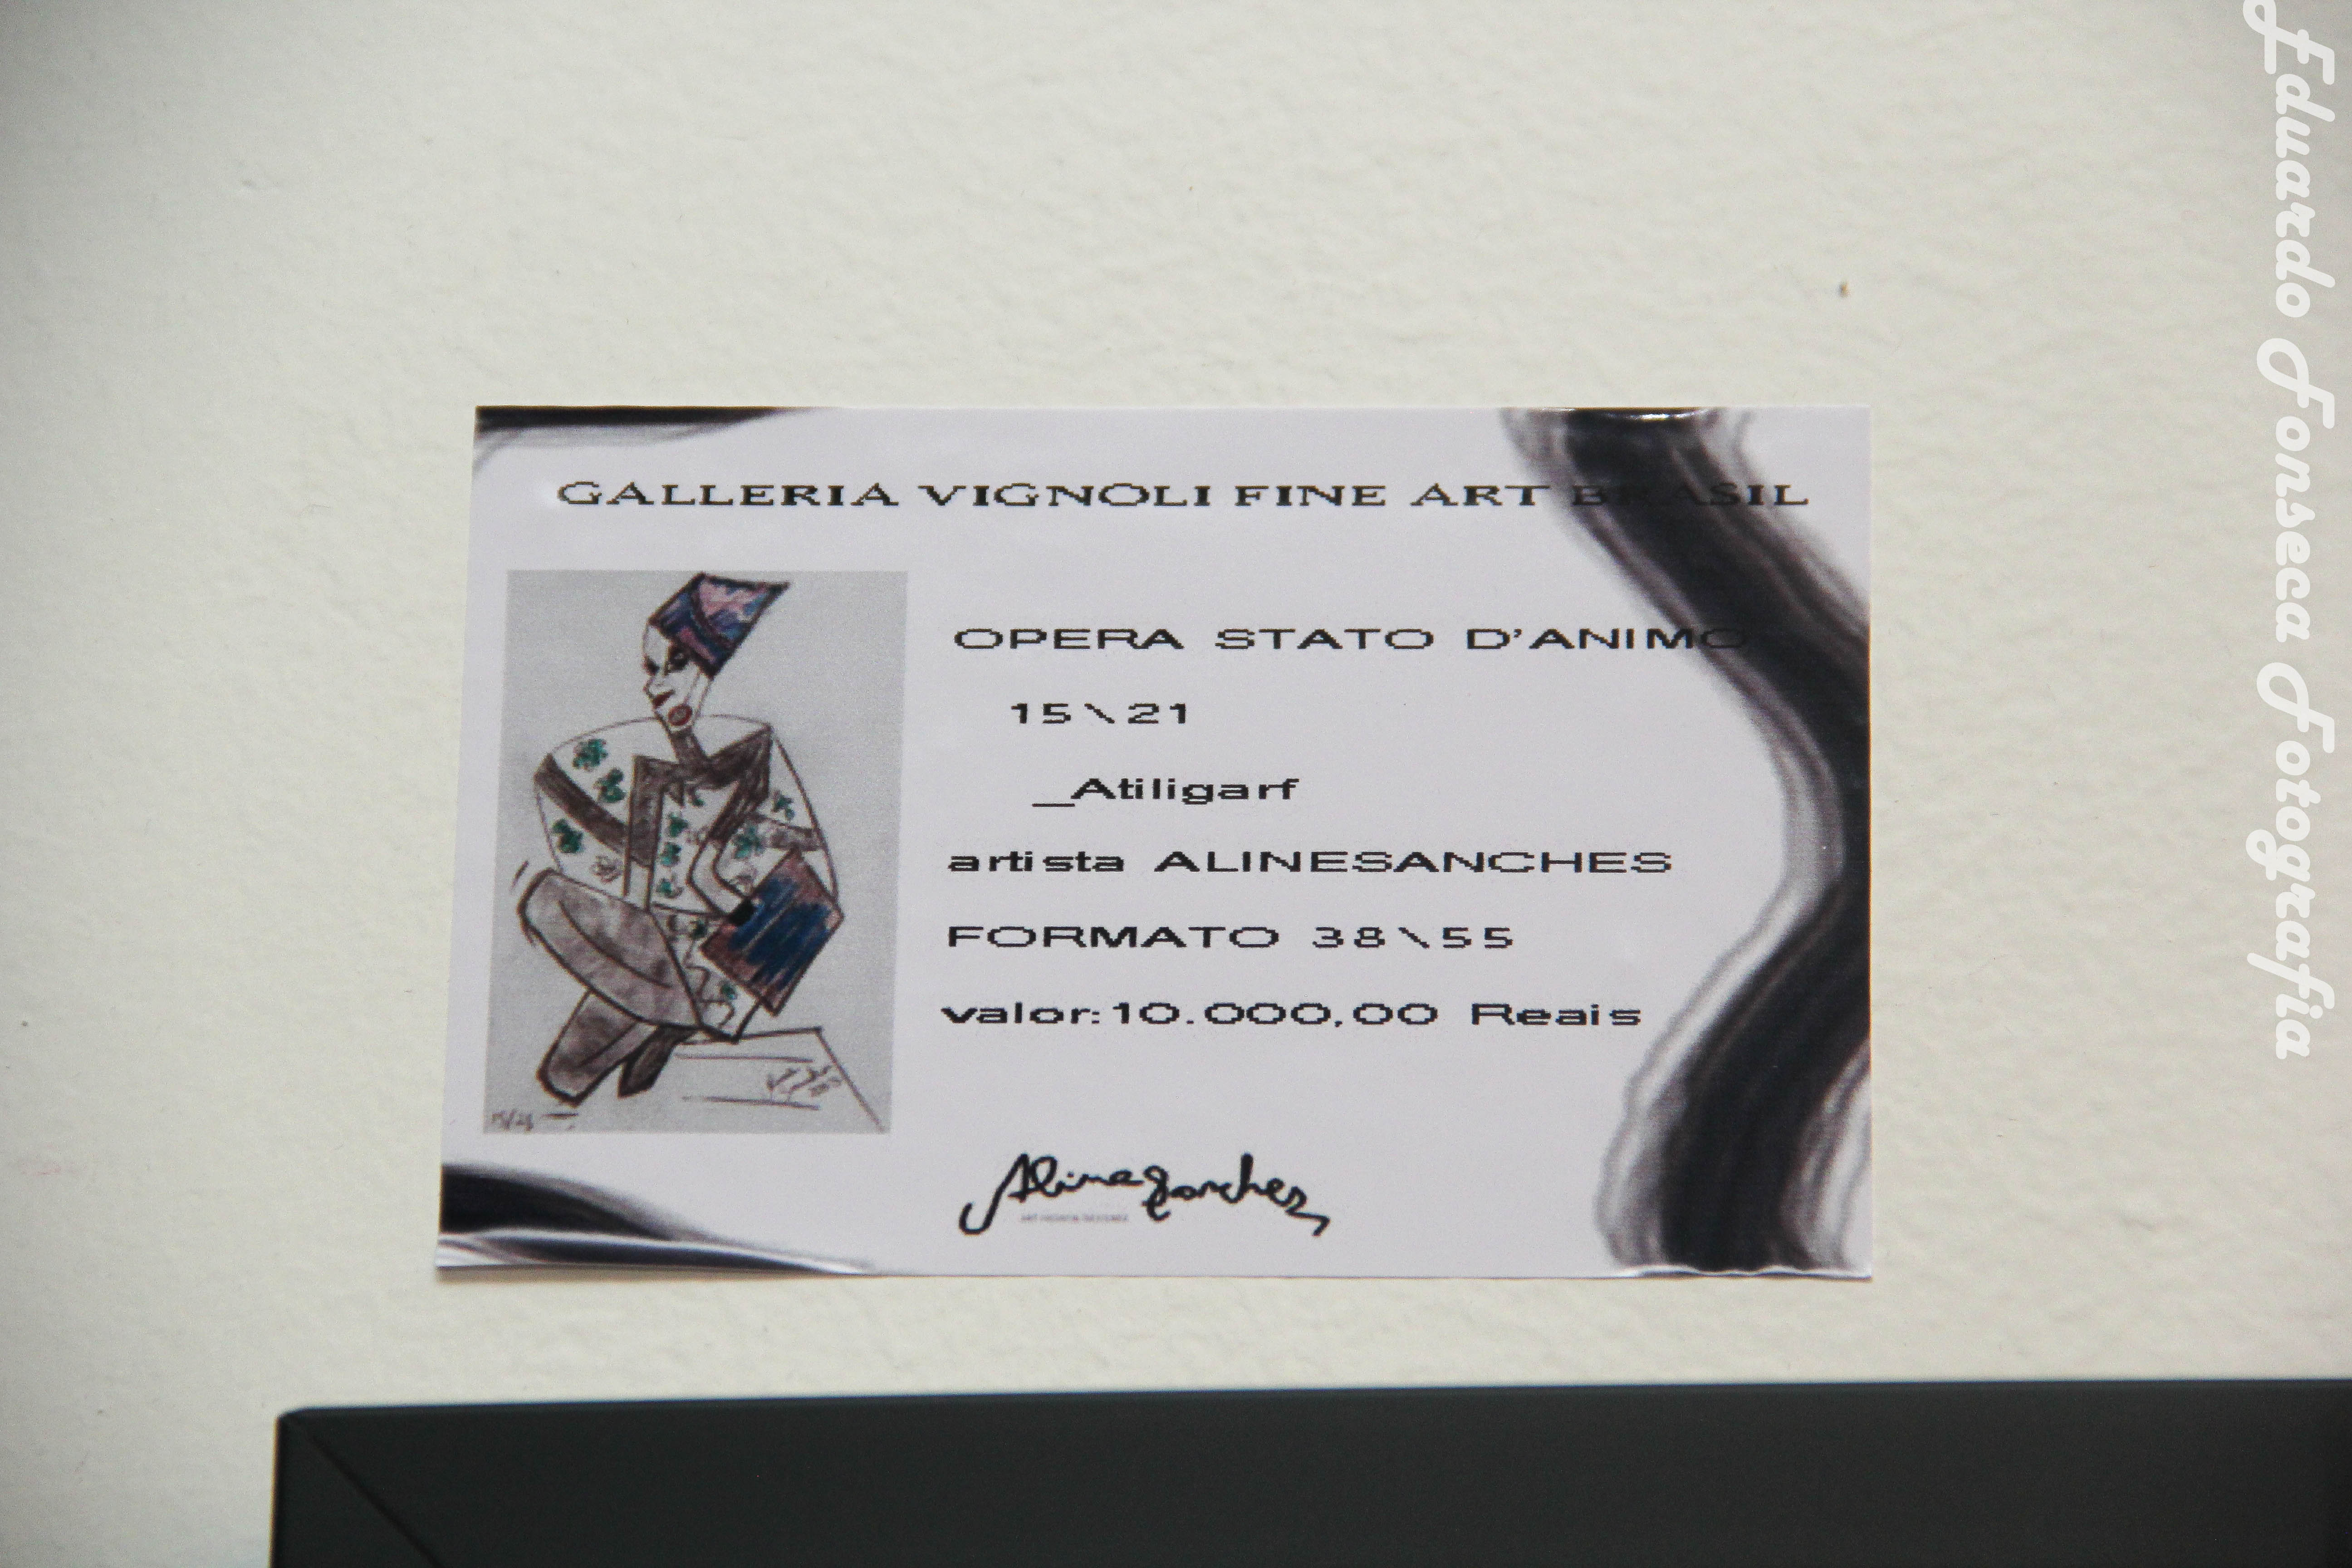 GALLERIA VIGNOLI FINE ART BRASIL
OPERA STATO D'ANIMO
15\21
_Atiligarf
artista ALINESANCHES
FORMATO 38\55
valor:10.000,00 Reais
Alinesanches
Eduardo Fonseca Fotografia